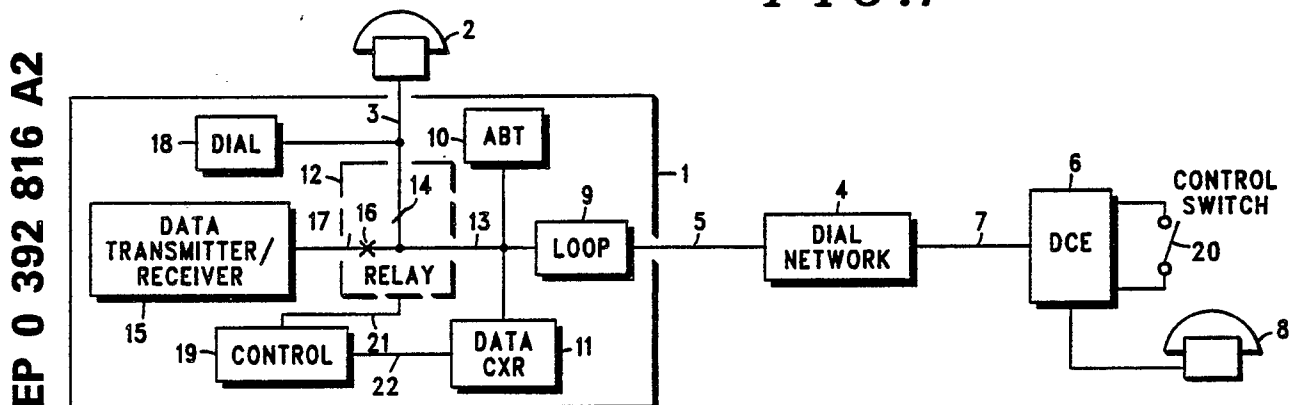 FIG.1
EP 0 392 816 A2
2
3
18
DIAL
10
ABT
12
14
1
DATA
TRANSMITTER/
RECEIVER
15
17
16
RELAY
13
9
LOOP
5
4
DIAL
NETWORK
7
6
DCE
CONTROL
SWITCH
20
19
CONTROL
21
22
DATA
CXR
11
8